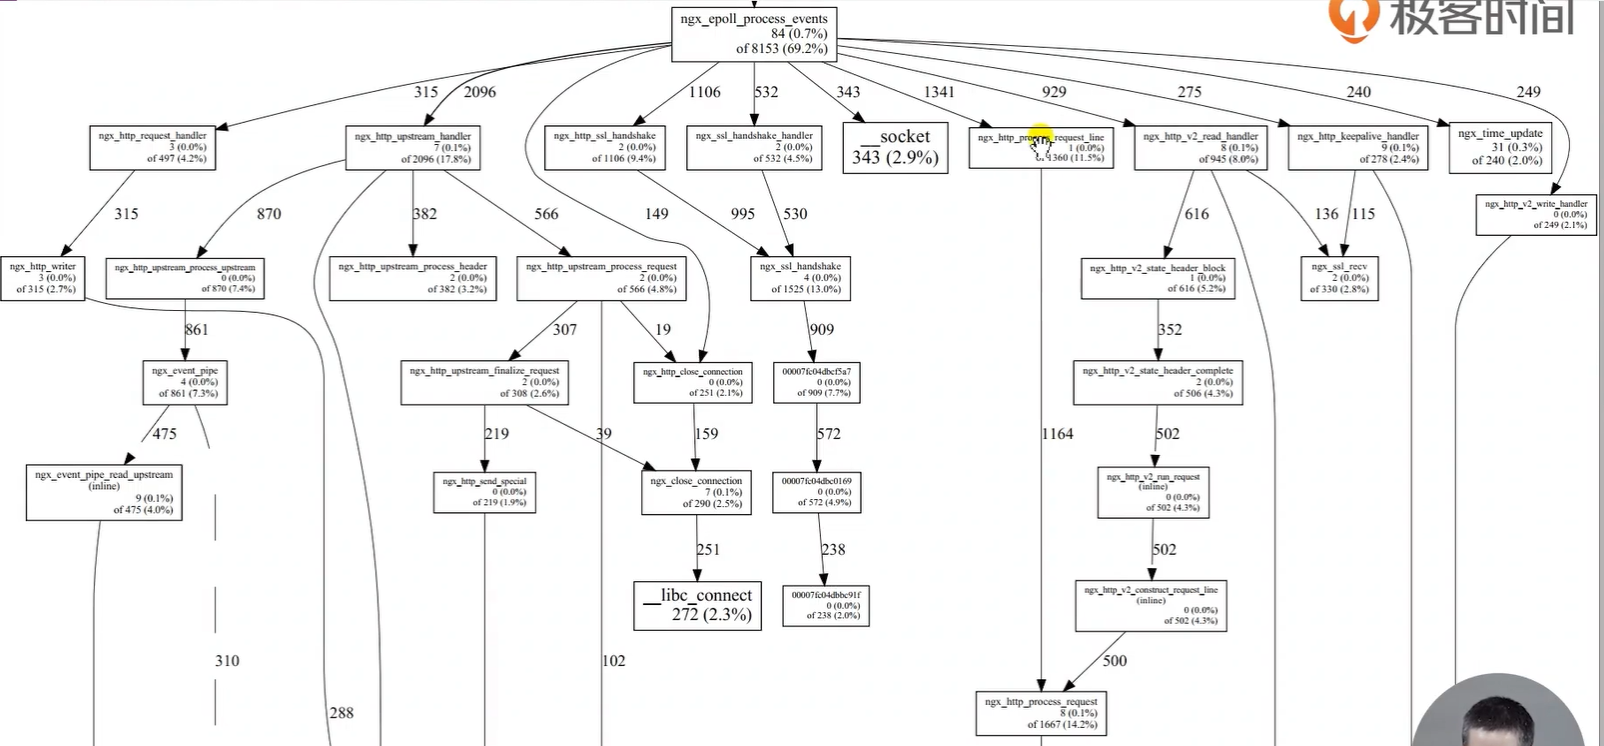 ngx_epoll_process_events
84 (0.7%)
of 8153 (69.2%)
极客时间
315
2096
1106
532
343
1341
929
275
240
249
ngx_http_request_handler
3 (0.0%)
of 497 (4.2%)
ngx_http_upstream_handler
7 (0.1%)
of 2096 (17.8%)
ngx_http_ssl_handshake
2 (0.0%)
of 1106 (9.4%)
ngx_ssl_handshake_handler
2 (0.0%)
of 532 (4.5%)
__socket
343 (2.9%)
request_line
1 (0.0%)
1360 (11.5%)
ngx_http_v2_read_handler
8 (0.1%)
of 945 (8.0%)
ngx_http_keepalive_handler
9 (0.1%)
of 278 (2.4%)
ngx_time_update
31 (0.3%)
of 240 (2.0%)
ngx_http_v2_write_handler
0 (0.0%)
of 249 (2.1%)
315
870
382
566
149
995
530
616
136
115
ngx_http_writer
3 (0.0%)
of 315 (2.7%)
ngx_http_upstream_process_upstream
0 (0.0%)
of 870 (7.4%)
ngx_http_upstream_process_header
2 (0.0%)
of 382 (3.2%)
ngx_http_upstream_process_request
2 (0.0%)
of 566 (4.8%)
ngx_ssl_handshake
4 (0.0%)
of 1525 (13.0%)
ngx_http_v2_state_header_block
1 (0.0%)
of 616 (5.2%)
ngx_ssl_recv
2 (0.0%)
of 330 (2.8%)
861
307
19
909
352
ngx_event_pipe
4 (0.0%)
of 861 (7.3%)
ngx_http_upstream_finalize_request
2 (0.0%)
of 308 (2.6%)
ngx_http_close_connection
0 (0.0%)
of 251 (2.1%)
00007fc04dbcf5a7
0 (0.0%)
of 909 (7.7%)
ngx_http_v2_state_header_complete
2 (0.0%)
of 506 (4.3%)
475
219
39
159
572
1164
502
ngx_event_pipe_read_upstream
(inline)
9 (0.1%)
of 475 (4.0%)
ngx_http_send_special
0 (0.0%)
of 219 (1.9%)
ngx_close_connection
7 (0.1%)
of 290 (2.5%)
00007fc04dbc0169
0 (0.0%)
of 572 (4.9%)
ngx_http_v2_run_request
(inline)
0 (0.0%)
of 502 (4.3%)
251
238
502
__libc_connect
272 (2.3%)
00007fc04dbbc91f
0 (0.0%)
of 238 (2.0%)
ngx_http_v2_construct_request_line
(inline)
0 (0.0%)
of 502 (4.3%)
310
102
500
288
ngx_http_process_request
8 (0.1%)
of 1667 (14.2%)